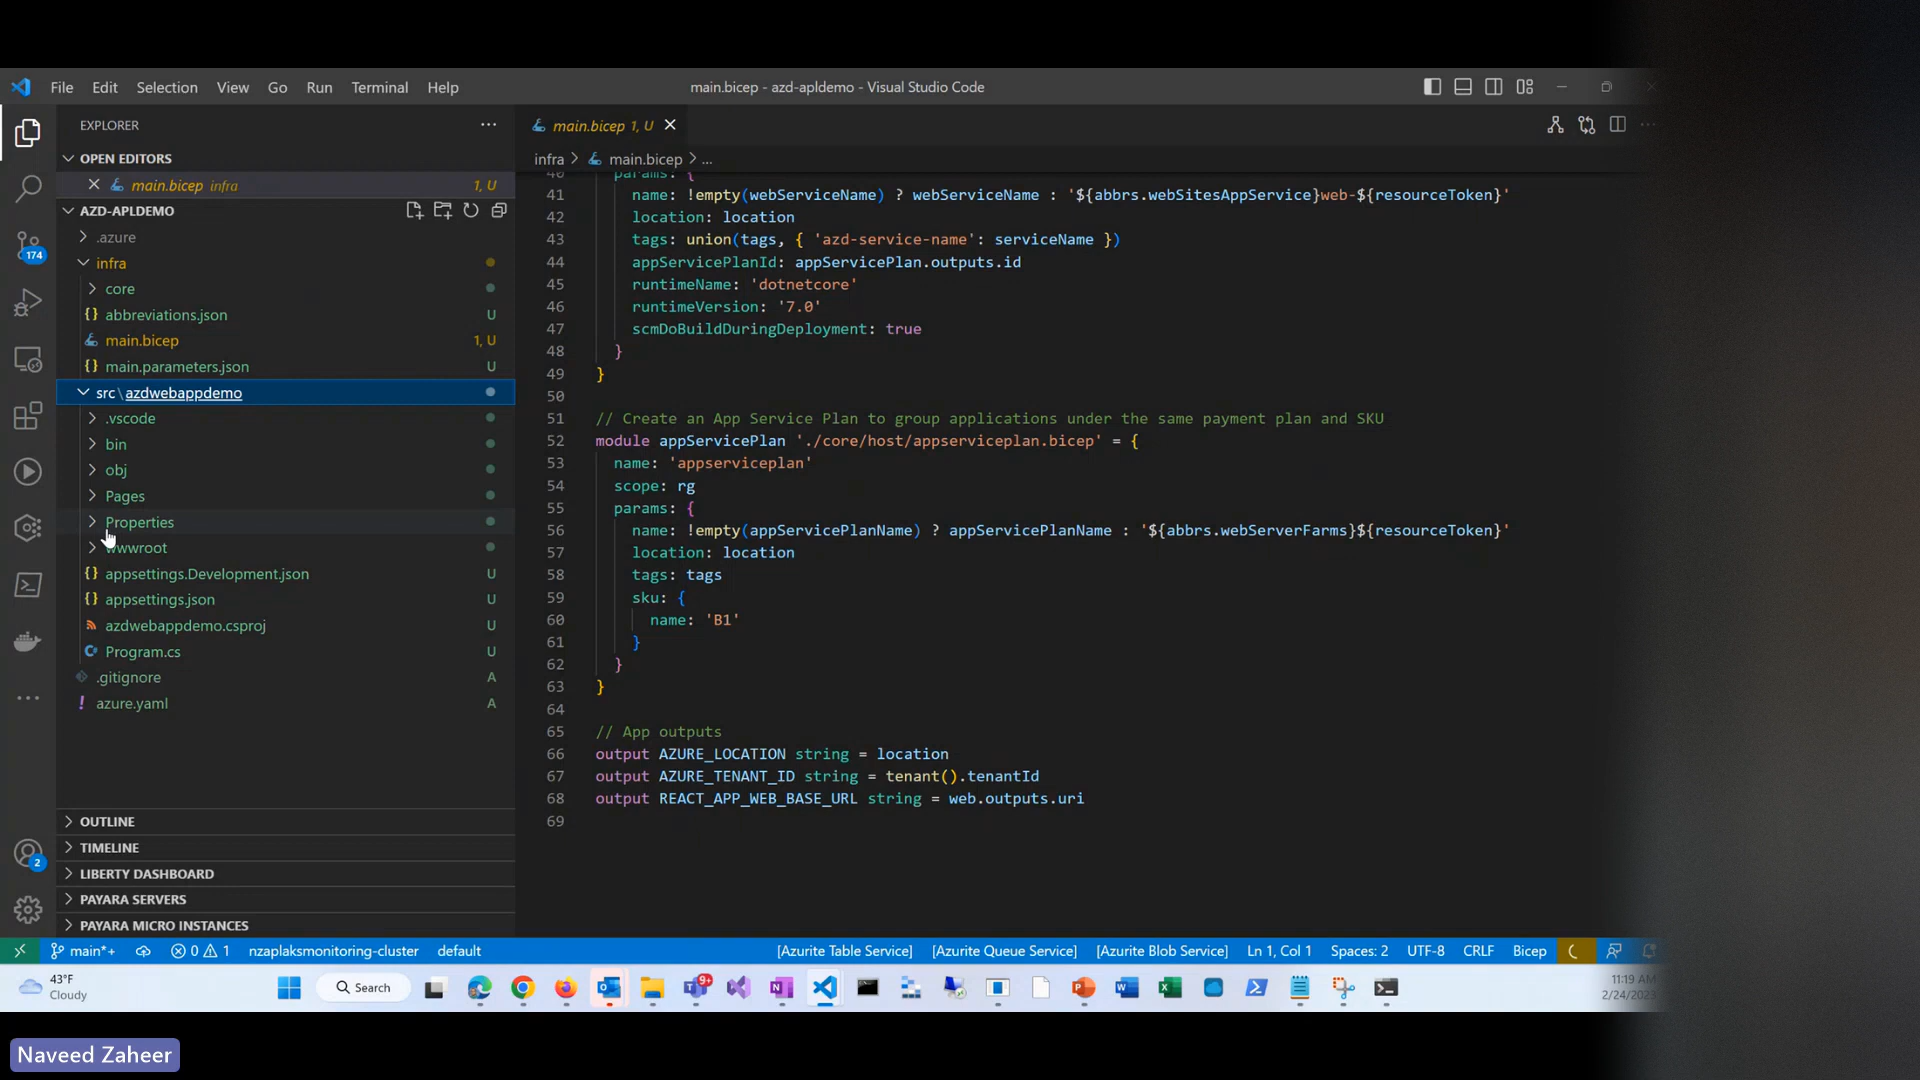 File Edit Selection View Go Run Terminal Help
main.bicep - azd-apldemo - Visual Studio Code
EXPLORER
OPEN EDITORS
main.bicep infra 1, U
AZD-APLDEMO
.azure
infra
core
abbreviations.json U
main.bicep 1, U
main.parameters.json U
src\azdwebappdemo
.vscode
bin
obj
Pages
Properties
wwwroot
appsettings.Development.json U
appsettings.json U
azdwebappdemo.csproj U
Program.cs U
.gitignore A
azure.yaml A
OUTLINE
TIMELINE
LIBERTY DASHBOARD
PAYARA SERVERS
PAYARA MICRO INSTANCES
174
2
main.bicep 1, U
infra > main.bicep > ...
40 params: {
41 name: !empty(webServiceName) ? webServiceName : '${abbrs.webSitesAppService}web-${resourceToken}'
42 location: location
43 tags: union(tags, { 'azd-service-name': serviceName })
44 appServicePlanId: appServicePlan.outputs.id
45 runtimeName: 'dotnetcore'
46 runtimeVersion: '7.0'
47 scmDoBuildDuringDeployment: true
48 }
49 }
50
51 // Create an App Service Plan to group applications under the same payment plan and SKU
52 module appServicePlan './core/host/appserviceplan.bicep' = {
53 name: 'appserviceplan'
54 scope: rg
55 params: {
56 name: !empty(appServicePlanName) ? appServicePlanName : '${abbrs.webServerFarms}${resourceToken}'
57 location: location
58 tags: tags
59 sku: {
60 name: 'B1'
61 }
62 }
63 }
64
65 // App outputs
66 output AZURE_LOCATION string = location
67 output AZURE_TENANT_ID string = tenant().tenantId
68 output REACT_APP_WEB_BASE_URL string = web.outputs.uri
69
main*+ 0 1 nzaplaksmonitoring-cluster default [Azurite Table Service] [Azurite Queue Service] [Azurite Blob Service] Ln 1, Col 1 Spaces: 2 UTF-8 CRLF Bicep
43°F
Cloudy
Search
9+
11:19 AM
Naveed Zaheer